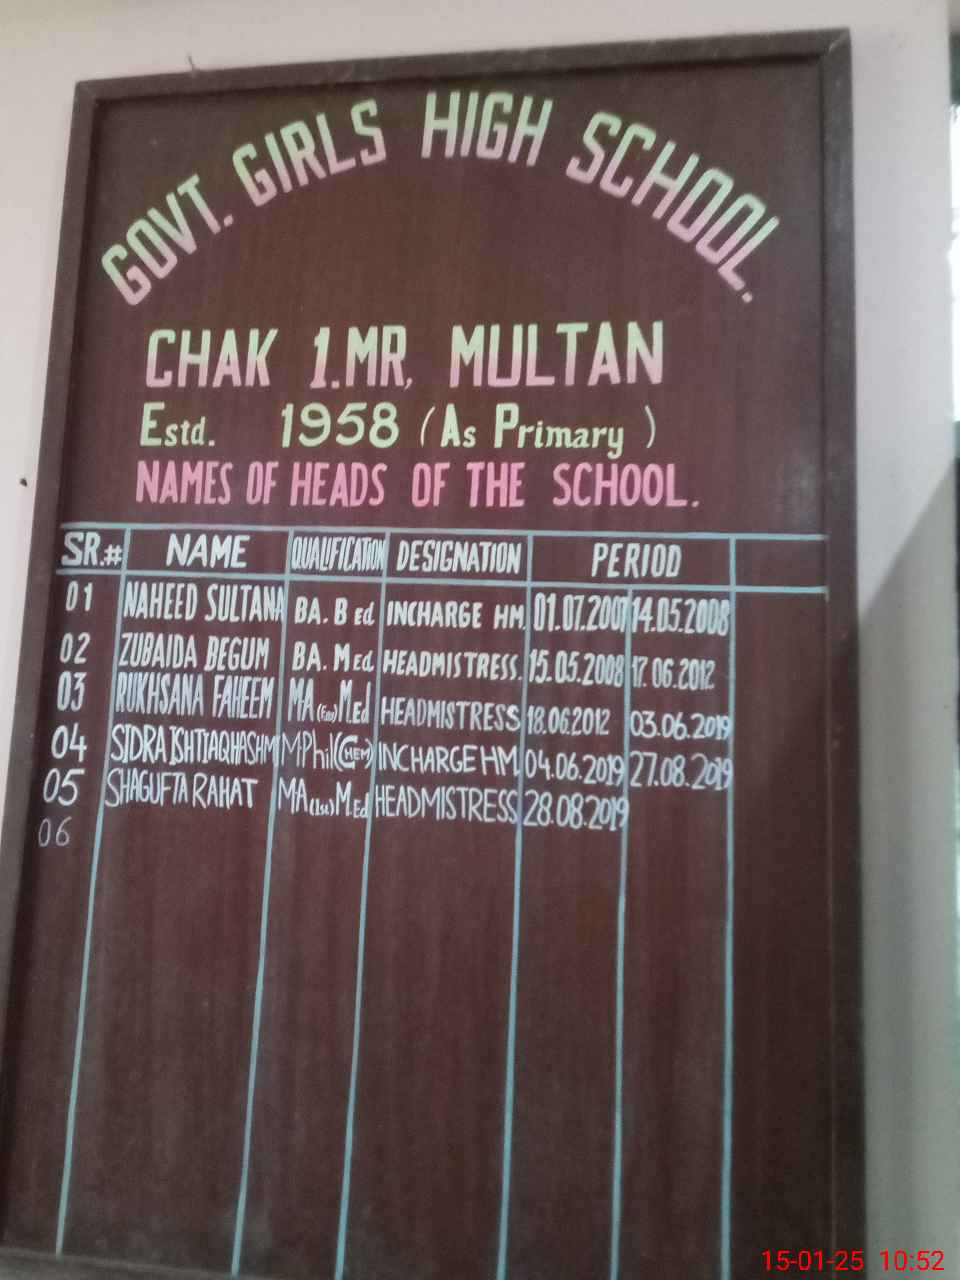 GOVT. GIRLS HIGH SCHOOL.
CHAK 1.MR, MULTAN
Estd. 1958 (As Primary)
NAMES OF HEADS OF THE SCHOOL.
SR.# NAME QUALIFICATION DESIGNATION PERIOD
01 NAHEED SULTANA BA. B Ed INCHARGE HM. 01.07.2007 14.05.2008
02 ZUBAIDA BEGUM BA. M Ed HEADMISTRESS. 15.05.2008 17.06.2012
03 RUKHSANA FAHEEM MA M.Ed HEADMISTRESS 18.06.2012 03.06.2019
04 SIDRA ISHTIAQ HASHMI MPhil (CHEM) INCHARGE HM 04.06.2019 27.08.2019
05 SHAGUFTA RAHAT MA (Isl) M.Ed HEADMISTRESS 28.08.2019
06
15-01-25 10:52